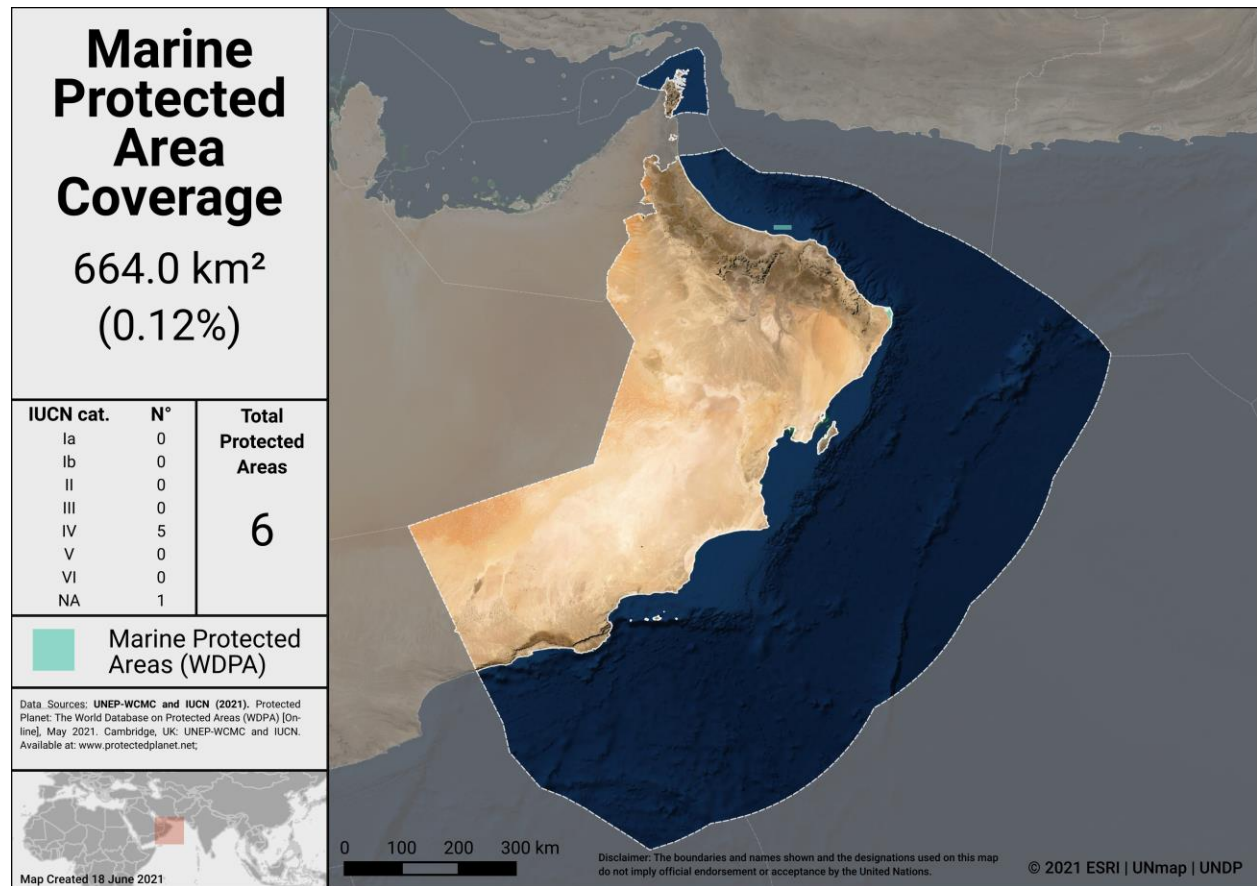 Marine
Protected
Area
Coverage
664.0 km²
(0.12%)
IUCN cat. N°
Ia 0
Ib 0
II 0
III 0
IV 5
V 0
VI 0
NA 1
Total
Protected
Areas
6
Marine Protected
Areas (WDPA)
Data Sources: UNEP-WCMC and IUCN (2021). Protected
Planet: The World Database on Protected Areas (WDPA) [On-
line], May 2021. Cambridge, UK: UNEP-WCMC and IUCN.
Available at: www.protectedplanet.net;
Map Created 18 June 2021
0 100 200 300 km
Disclaimer: The boundaries and names shown and the designations used on this map
do not imply official endorsement or acceptance by the United Nations.
© 2021 ESRI | UNmap | UNDP